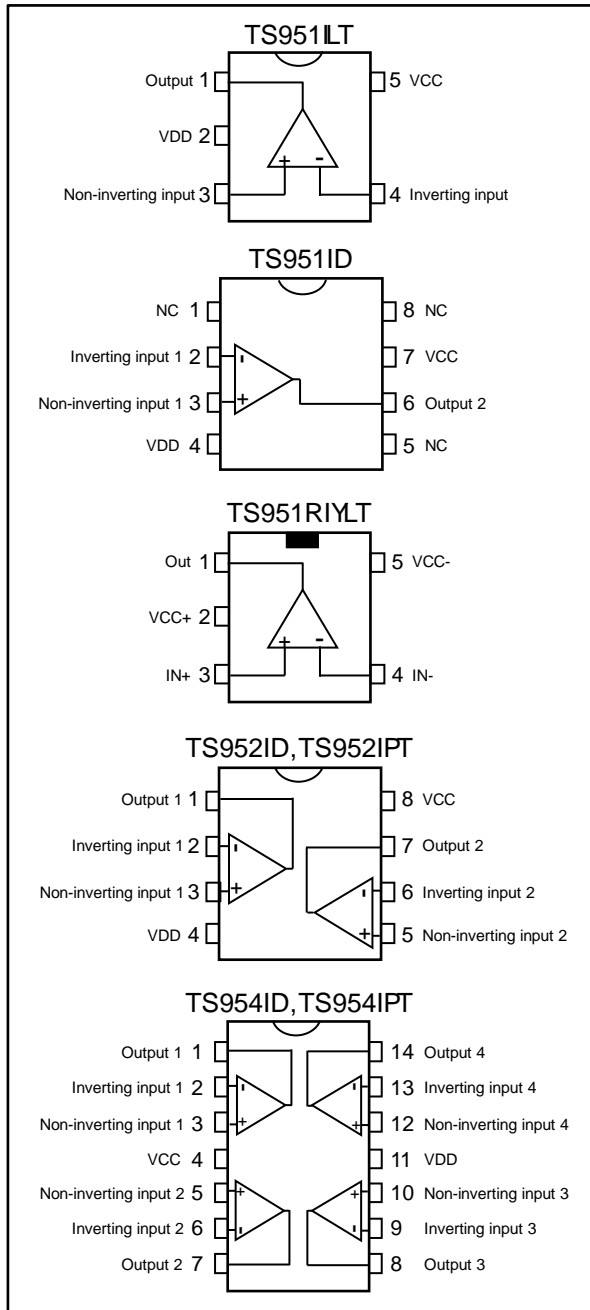 TS951ILT
Output 1 5 VCC
VDD 2
Non-inverting input 3 4 Inverting input
+ -
TS951ID
NC 1 8 NC
Inverting input 1 2 - 7 VCC
Non-inverting input 1 3 + 6 Output 2
VDD 4 5 NC
TS951RIYLT
Out 1 5 VCC-
VCC+ 2
+ -
IN+ 3 4 IN-
TS952ID,TS952IPT
Output 1 1 8 VCC
Inverting input 1 2 - 7 Output 2
Non-inverting input 1 3 + - 6 Inverting input 2
VDD 4 + 5 Non-inverting input 2
TS954ID,TS954IPT
Output 1 1 14 Output 4
Inverting input 1 2 - - 13 Inverting input 4
Non-inverting input 1 3 + + 12 Non-inverting input 4
VCC 4 11 VDD
Non-inverting input 2 5 + + 10 Non-inverting input 3
Inverting input 2 6 - - 9 Inverting input 3
Output 2 7 8 Output 3